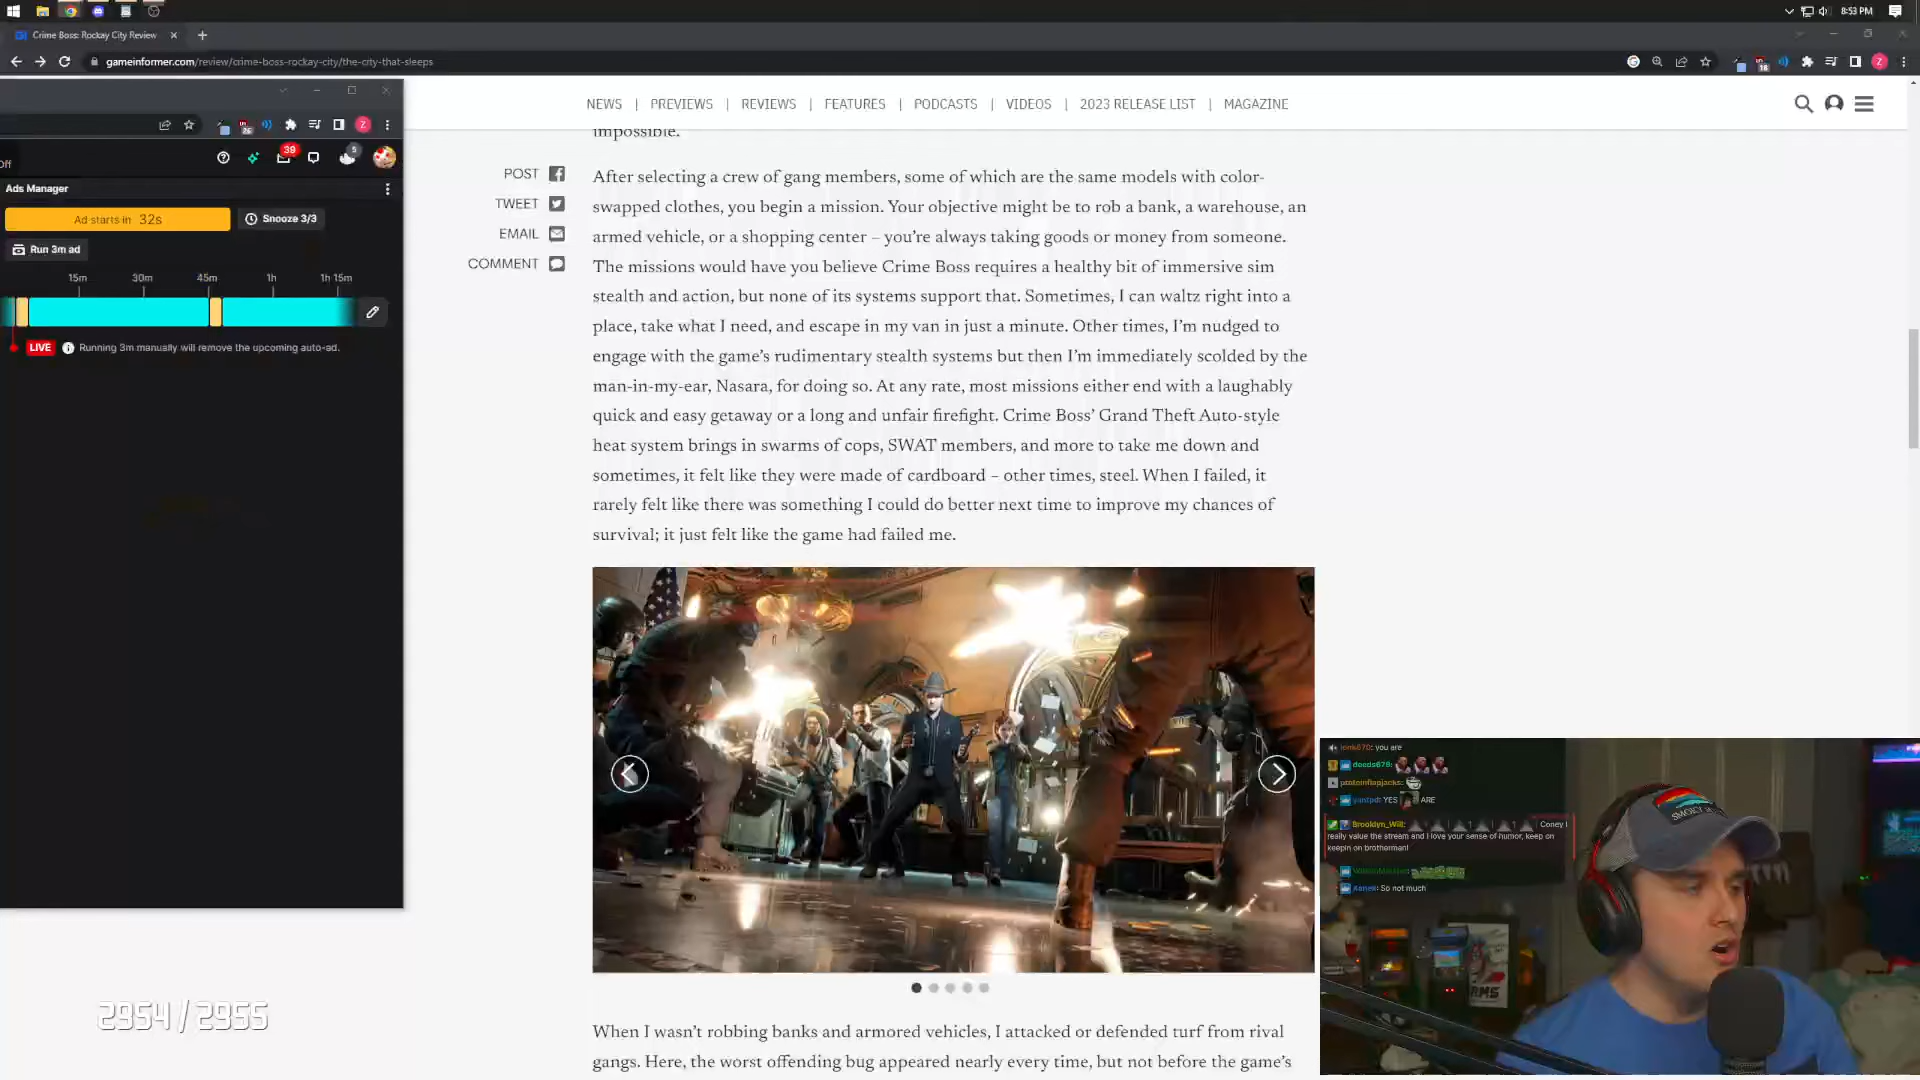 8:53 PM
Crime Boss: Rockay City Review
gameinformer.com/review/crime-boss-rockay-city/the-city-that-sleeps
18
Z
26
Z
Off
39
5
Ads Manager
Ad starts in 32s
Snooze 3/3
Run 3m ad
15m 30m 45m 1h 1h 15m
LIVE Running 3m manually will remove the upcoming auto-ad.
NEWS | PREVIEWS | REVIEWS | FEATURES | PODCASTS | VIDEOS | 2023 RELEASE LIST | MAGAZINE
impossible.
POST
TWEET
EMAIL
COMMENT
After selecting a crew of gang members, some of which are the same models with color-
swapped clothes, you begin a mission. Your objective might be to rob a bank, a warehouse, an
armed vehicle, or a shopping center – you're always taking goods or money from someone.
The missions would have you believe Crime Boss requires a healthy bit of immersive sim
stealth and action, but none of its systems support that. Sometimes, I can waltz right into a
place, take what I need, and escape in my van in just a minute. Other times, I'm nudged to
engage with the game's rudimentary stealth systems but then I'm immediately scolded by the
man-in-my-ear, Nasara, for doing so. At any rate, most missions either end with a laughably
quick and easy getaway or a long and unfair firefight. Crime Boss' Grand Theft Auto-style
heat system brings in swarms of cops, SWAT members, and more to take me down and
sometimes, it felt like they were made of cardboard – other times, steel. When I failed, it
rarely felt like there was something I could do better next time to improve my chances of
survival; it just felt like the game had failed me.
When I wasn't robbing banks and armored vehicles, I attacked or defended turf from rival
gangs. Here, the worst offending bug appeared nearly every time, but not before the game's
2954 / 2955
you are
deeds679:
proteinflapjacks:
YES ARE
Brooklyn_Will: Coney I
really value the stream and I love your sense of humor, keep on
keepin on brotherman!
So not much
SMOKEY